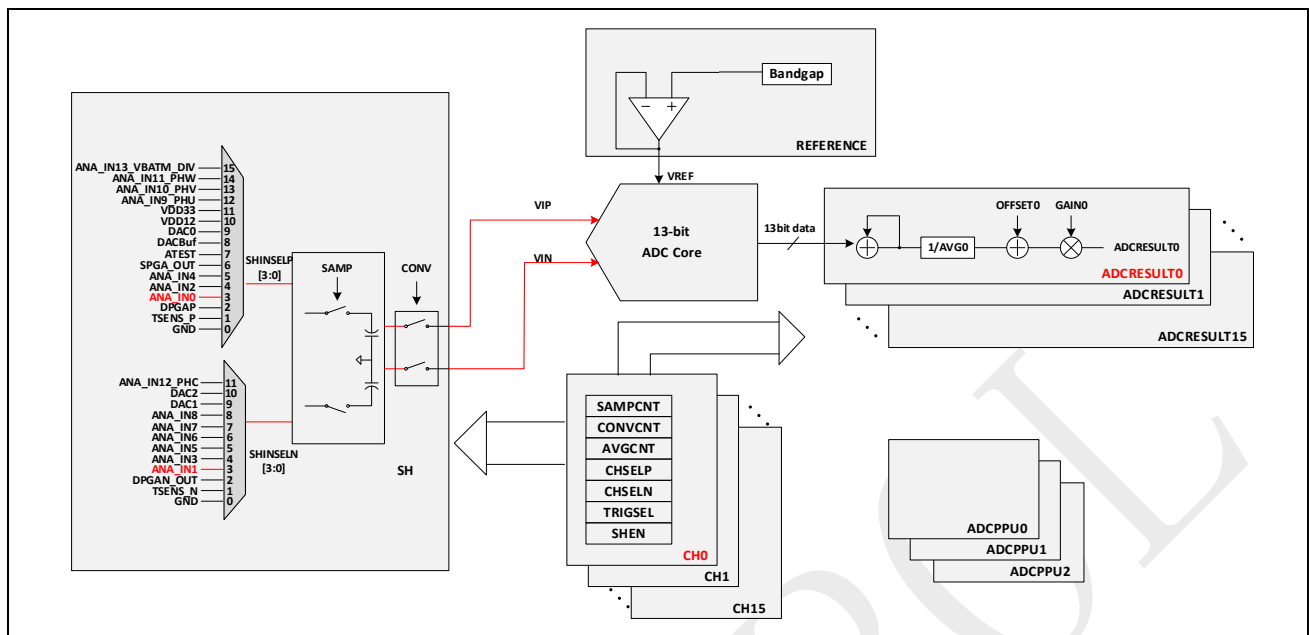 Bandgap
− +
REFERENCE
VREF
ANA_IN13_VBATM_DIV 15
ANA_IN11_PHW 14
ANA_IN10_PHV 13
ANA_IN9_PHU 12
VDD33 11
VDD12 10
DAC0 9
DACBuf 8
ATEST 7
SPGA_OUT 6
ANA_IN4 5
ANA_IN2 4
ANA_IN0 3
DPGAP 2
TSENS_P 1
GND 0
SHINSELP
[3:0]
SAMP
CONV
VIP
VIN
13-bit
ADC Core
13bit data
OFFSET0 GAIN0
1/AVG0
ADCRESULT0
ADCRESULT0
ADCRESULT1
ADCRESULT15
ANA_IN12_PHC 11
DAC2 10
DAC1 9
ANA_IN8 8
ANA_IN7 7
ANA_IN6 6
ANA_IN5 5
ANA_IN3 4
ANA_IN1 3
DPGAN_OUT 2
TSENS_N 1
GND 0
SHINSELN
[3:0]
SH
SAMPCNT
CONVCNT
AVGCNT
CHSELP
CHSELN
TRIGSEL
SHEN
CH0
CH1
CH15
ADCPPU0
ADCPPU1
ADCPPU2